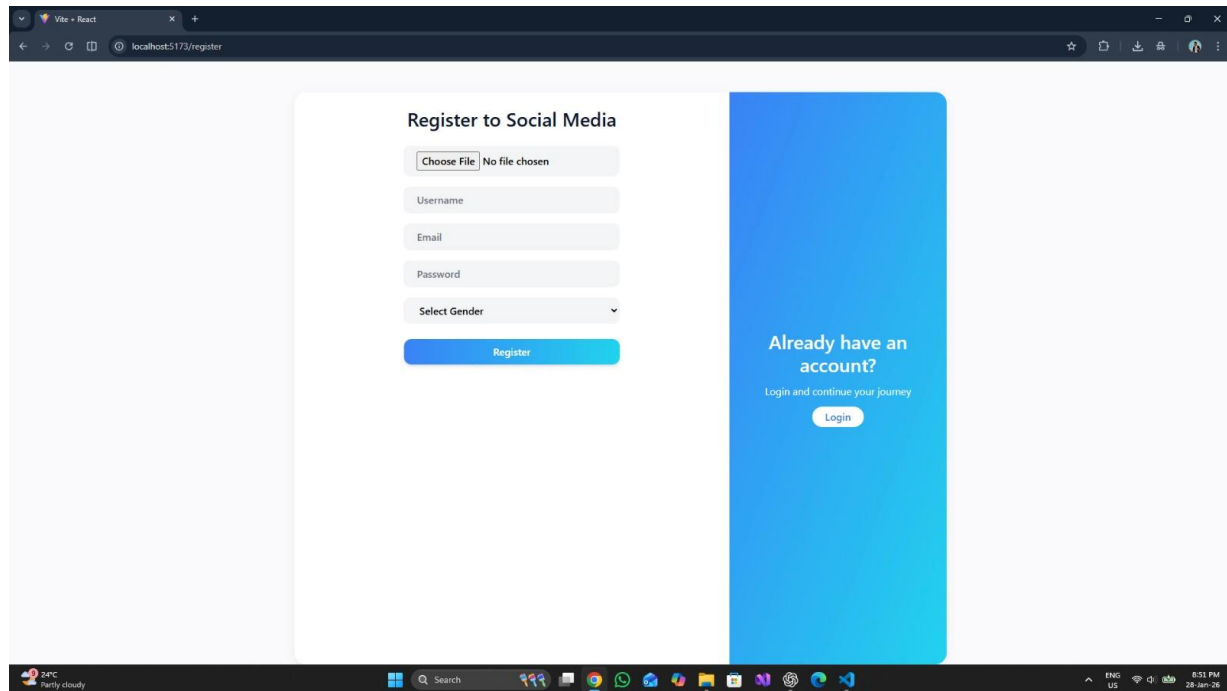 Vite + React
localhost:5173/register
Register to Social Media
Choose File No file chosen
Username
Email
Password
Select Gender
Register
Already have an
account?
Login and continue your journey
Login
9
24°C
Partly cloudy
Search
ENG
US
8:51 PM
28-Jan-26